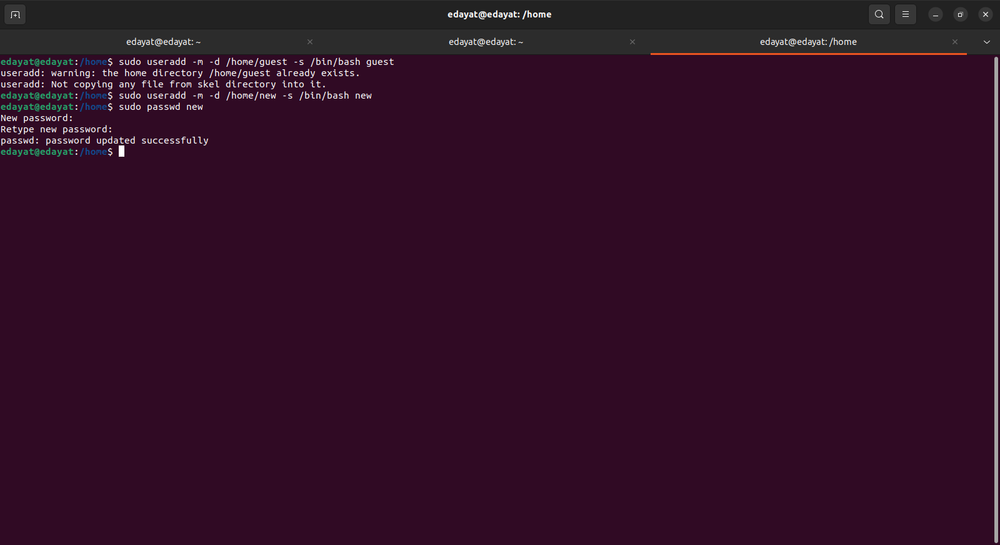 edayat@edayat: /home
edayat@edayat: ~
edayat@edayat: ~
edayat@edayat: /home
edayat@edayat:/home$ sudo useradd -m -d /home/guest -s /bin/bash guest
useradd: warning: the home directory /home/guest already exists.
useradd: Not copying any file from skel directory into it.
edayat@edayat:/home$ sudo useradd -m -d /home/new -s /bin/bash new
edayat@edayat:/home$ sudo passwd new
New password:
Retype new password:
passwd: password updated successfully
edayat@edayat:/home$